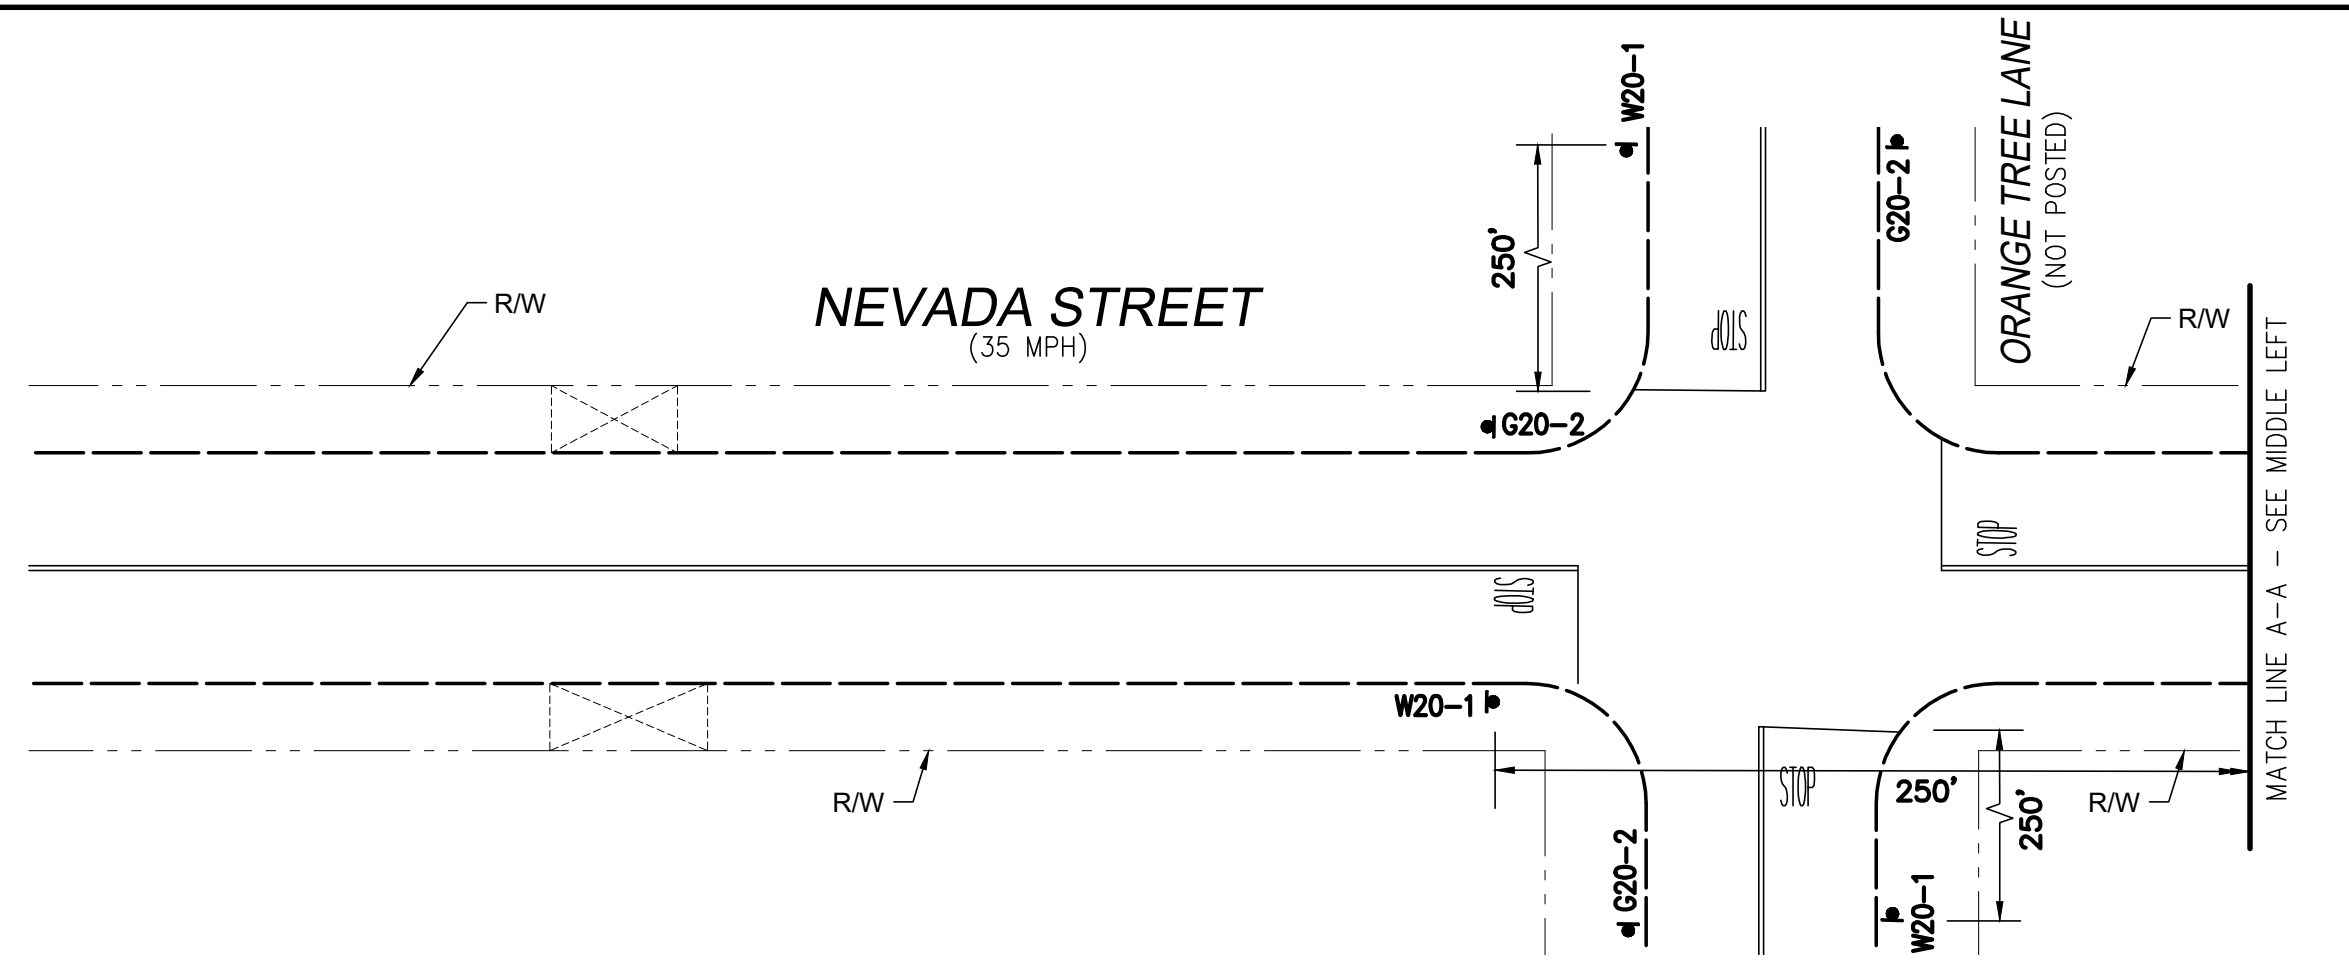 W20-1
ORANGE TREE LANE
(NOT POSTED)
G20-2
250'
R/W
NEVADA STREET
(35 MPH)
R/W
STOP
G20-2
STOP
STOP
MATCH LINE A-A - SEE MIDDLE LEFT
W20-1
R/W
STOP
250'
250'
R/W
G20-2
W20-1